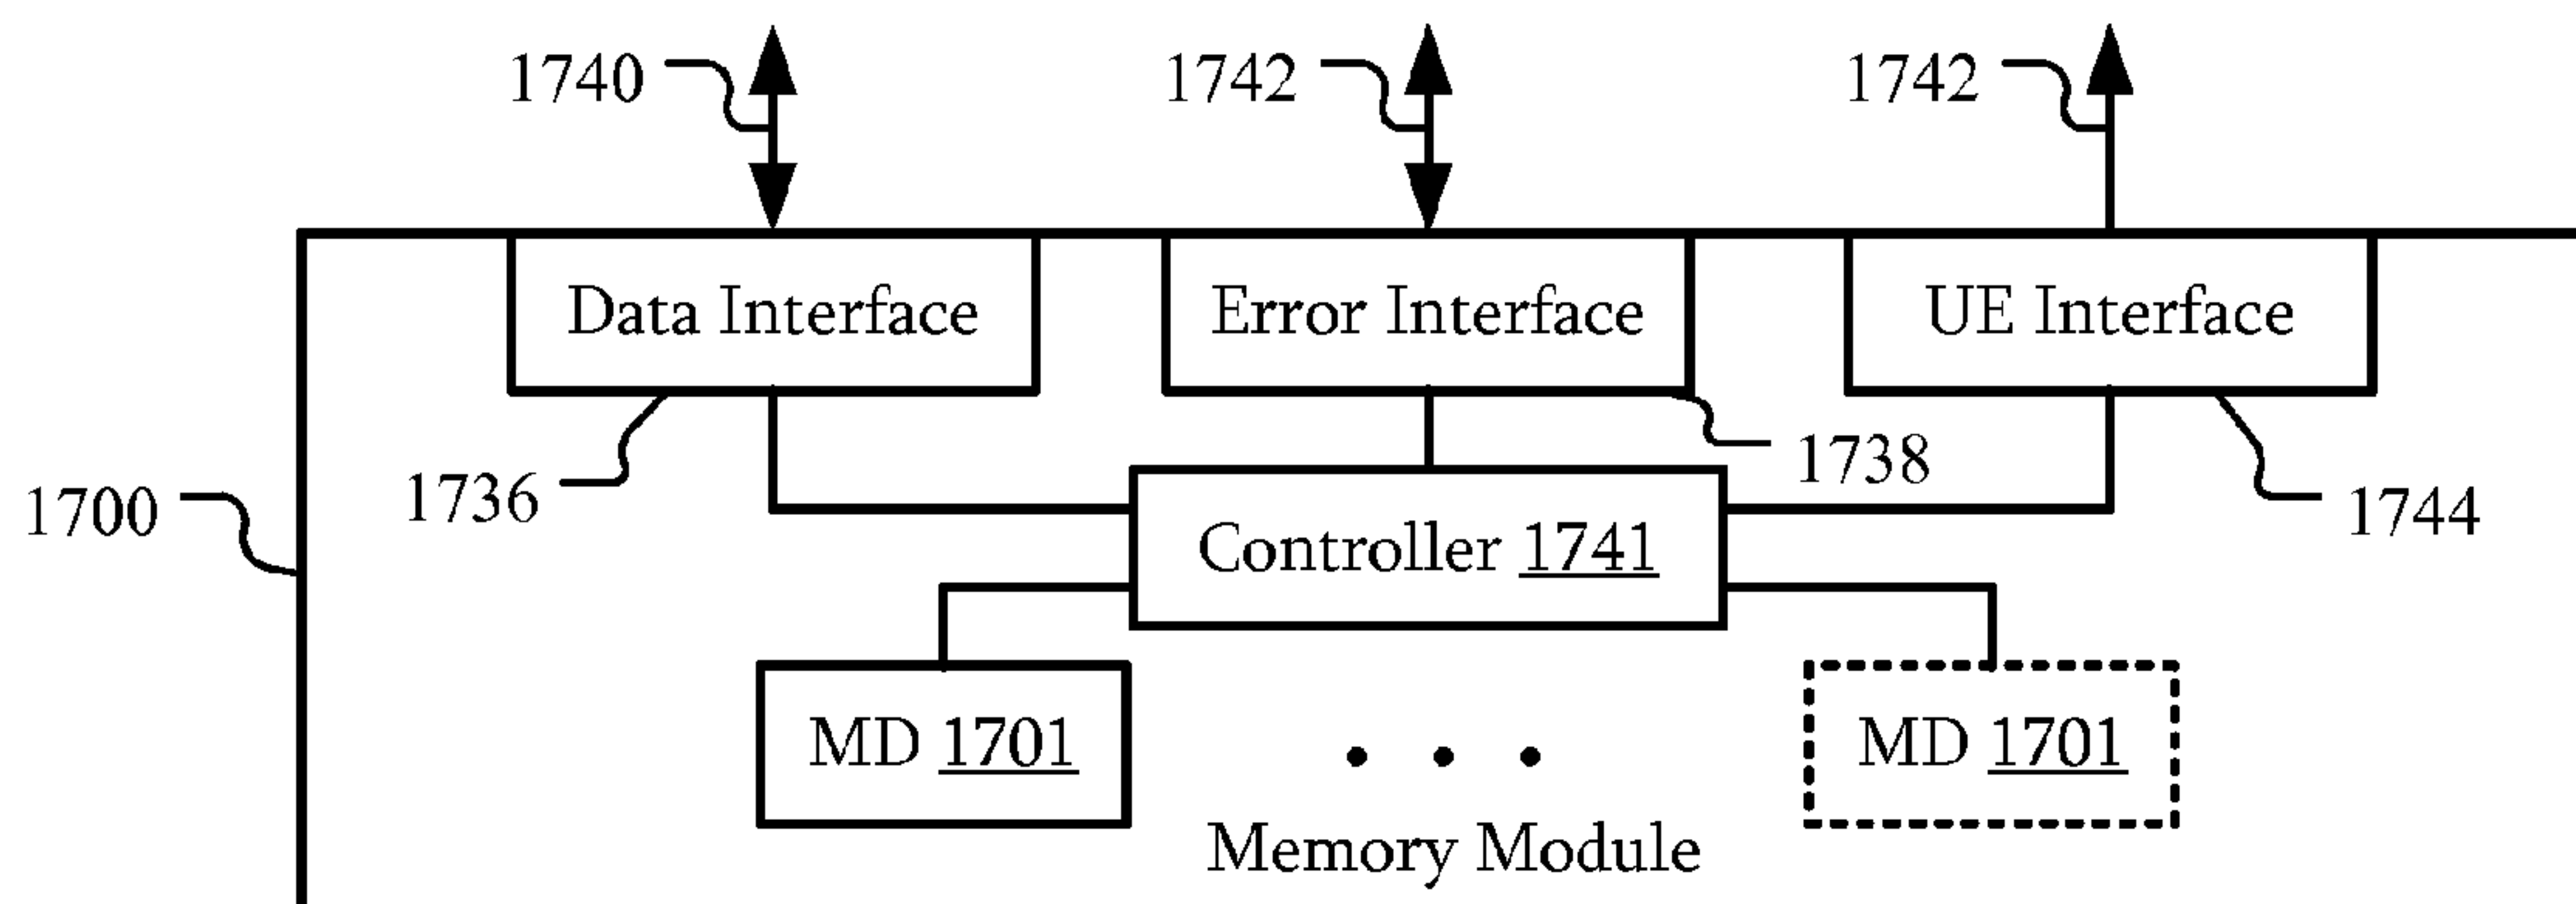 1740
1742
1742
Data Interface
Error Interface
UE Interface
1738
1736
1700
1744
Controller 1741
MD 1701
MD 1701
Memory Module